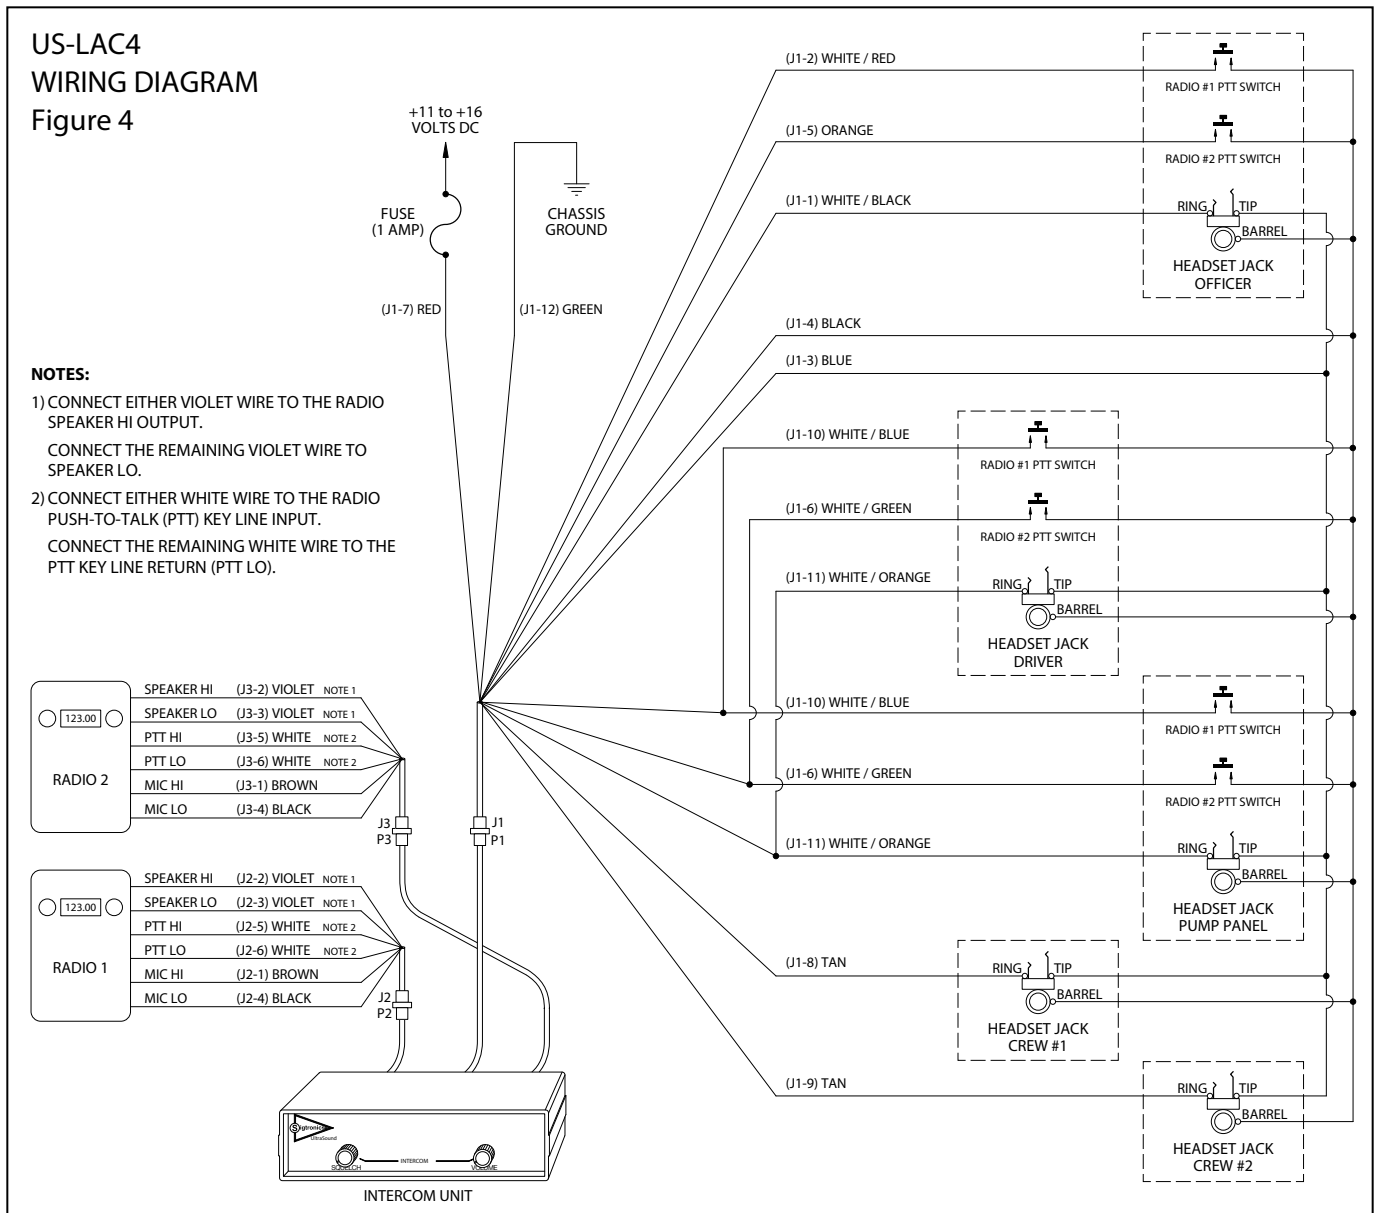 US-LAC4
WIRING DIAGRAM
Figure 4
+11 to +16
VOLTS DC
FUSE
(1 AMP)
CHASSIS
GROUND
(J1-7) RED
(J1-12) GREEN
NOTES:
1) CONNECT EITHER VIOLET WIRE TO THE RADIO
SPEAKER HI OUTPUT.
CONNECT THE REMAINING VIOLET WIRE TO
SPEAKER LO.
2) CONNECT EITHER WHITE WIRE TO THE RADIO
PUSH-TO-TALK (PTT) KEY LINE INPUT.
CONNECT THE REMAINING WHITE WIRE TO THE
PTT KEY LINE RETURN (PTT LO).
(J1-2) WHITE / RED
RADIO #1 PTT SWITCH
(J1-5) ORANGE
RADIO #2 PTT SWITCH
(J1-1) WHITE / BLACK
RING TIP
BARREL
HEADSET JACK
OFFICER
(J1-4) BLACK
(J1-3) BLUE
(J1-10) WHITE / BLUE
RADIO #1 PTT SWITCH
(J1-6) WHITE / GREEN
RADIO #2 PTT SWITCH
(J1-11) WHITE / ORANGE
RING TIP
BARREL
HEADSET JACK
DRIVER
(J1-10) WHITE / BLUE
RADIO #1 PTT SWITCH
(J1-6) WHITE / GREEN
RADIO #2 PTT SWITCH
(J1-11) WHITE / ORANGE
RING TIP
BARREL
HEADSET JACK
PUMP PANEL
(J1-8) TAN
RING TIP
BARREL
HEADSET JACK
CREW #1
(J1-9) TAN
RING TIP
BARREL
HEADSET JACK
CREW #2
123.00
RADIO 2
SPEAKER HI (J3-2) VIOLET NOTE 1
SPEAKER LO (J3-3) VIOLET NOTE 1
PTT HI (J3-5) WHITE NOTE 2
PTT LO (J3-6) WHITE NOTE 2
MIC HI (J3-1) BROWN
MIC LO (J3-4) BLACK
J3
P3
J1
P1
123.00
RADIO 1
SPEAKER HI (J2-2) VIOLET NOTE 1
SPEAKER LO (J2-3) VIOLET NOTE 1
PTT HI (J2-5) WHITE NOTE 2
PTT LO (J2-6) WHITE NOTE 2
MIC HI (J2-1) BROWN
MIC LO (J2-4) BLACK
J2
P2
Sigtronics
UltraSound
SQUELCH
INTERCOM
VOLUME
INTERCOM UNIT